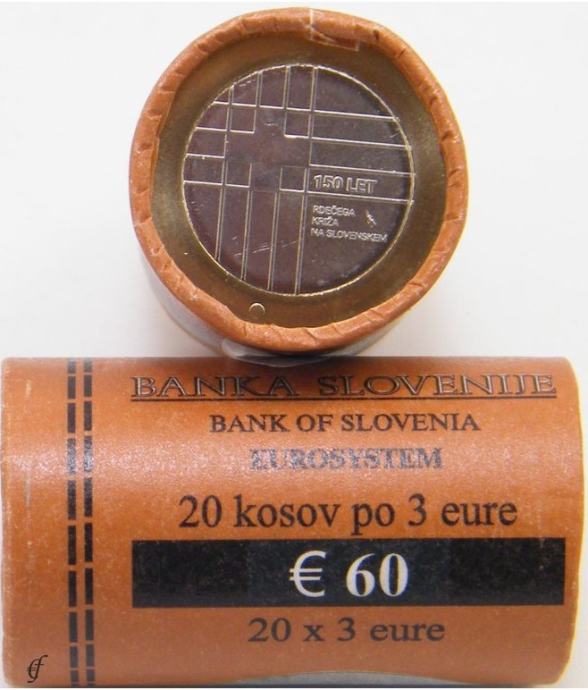 150 LET
RDEČEGA
KRIŽA
NA SLOVENSKEM
BANKA SLOVENIJE
BANK OF SLOVENIA
EUROSYSTEM
20 kosov po 3 eure
€ 60
20 x 3 eure